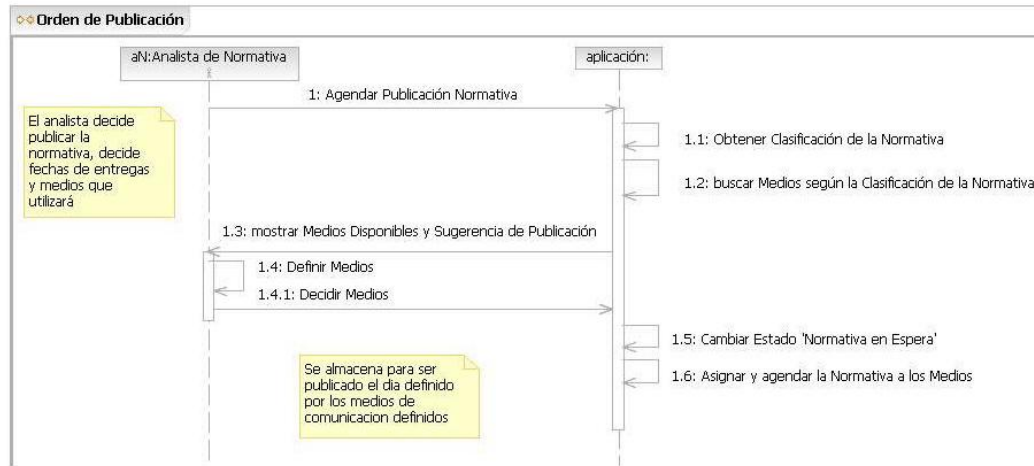 Orden de Publicación
aN:Analista de Normativa
aplicación:
1: Agendar Publicación Normativa
El analista decide
publicar la
normativa, decide
fechas de entregas
y medios que
utilizará
1.1: Obtener Clasificación de la Normativa
1.2: buscar Medios según la Clasificación de la Normativa
1.3: mostrar Medios Disponibles y Sugerencia de Publicación
1.4: Definir Medios
1.4.1: Decidir Medios
1.5: Cambiar Estado 'Normativa en Espera'
1.6: Asignar y agendar la Normativa a los Medios
Se almacena para ser
publicado el dia definido
por los medios de
comunicacion definidos